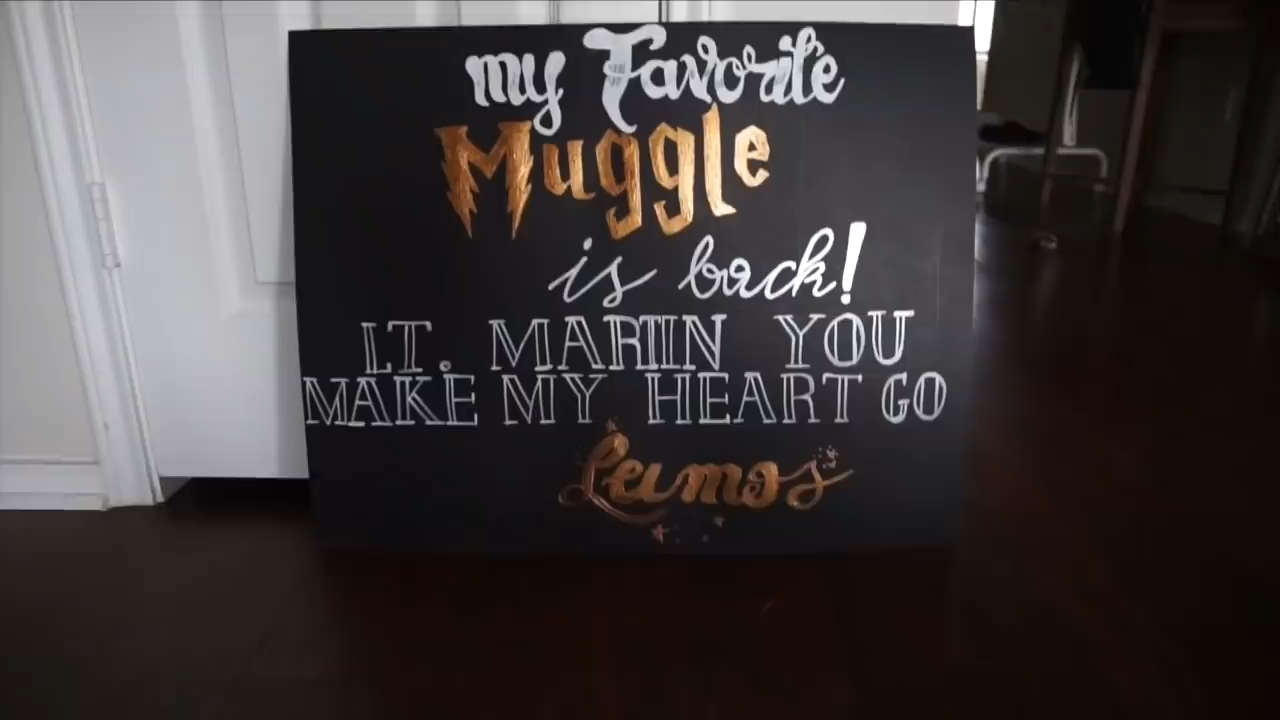 my Favorite
Muggle
is back!
LT. MARTIN YOU
MAKE MY HEART GO
Lumos